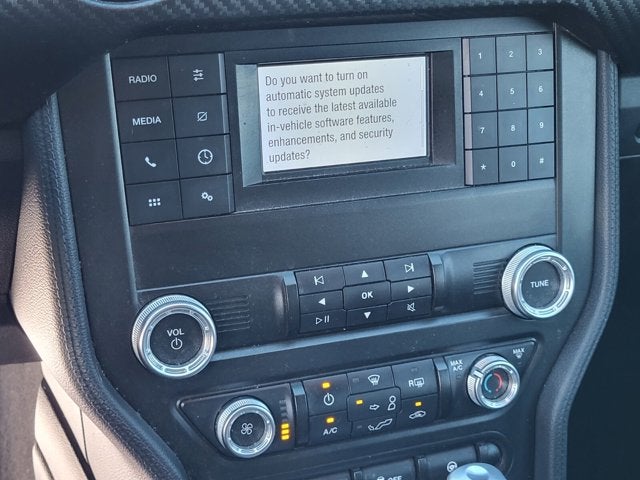 RADIO
MEDIA
Do you want to turn on
automatic system updates
to receive the latest available
in-vehicle software features,
enhancements, and security
updates?
1 2 3
4 5 6
7 8 9
* 0 #
OK
VOL
TUNE
MAX
A/C
MAX
R
A/C
OFF